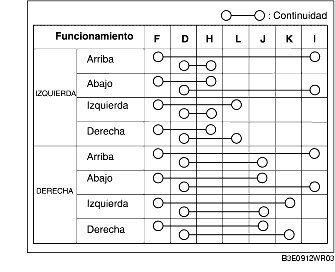 : Continuidad
Funcionamiento F D H L J K I
IZQUIERDA
Arriba
Abajo
Izquierda
Derecha
DERECHA
Arriba
Abajo
Izquierda
Derecha
B3E0912WR03